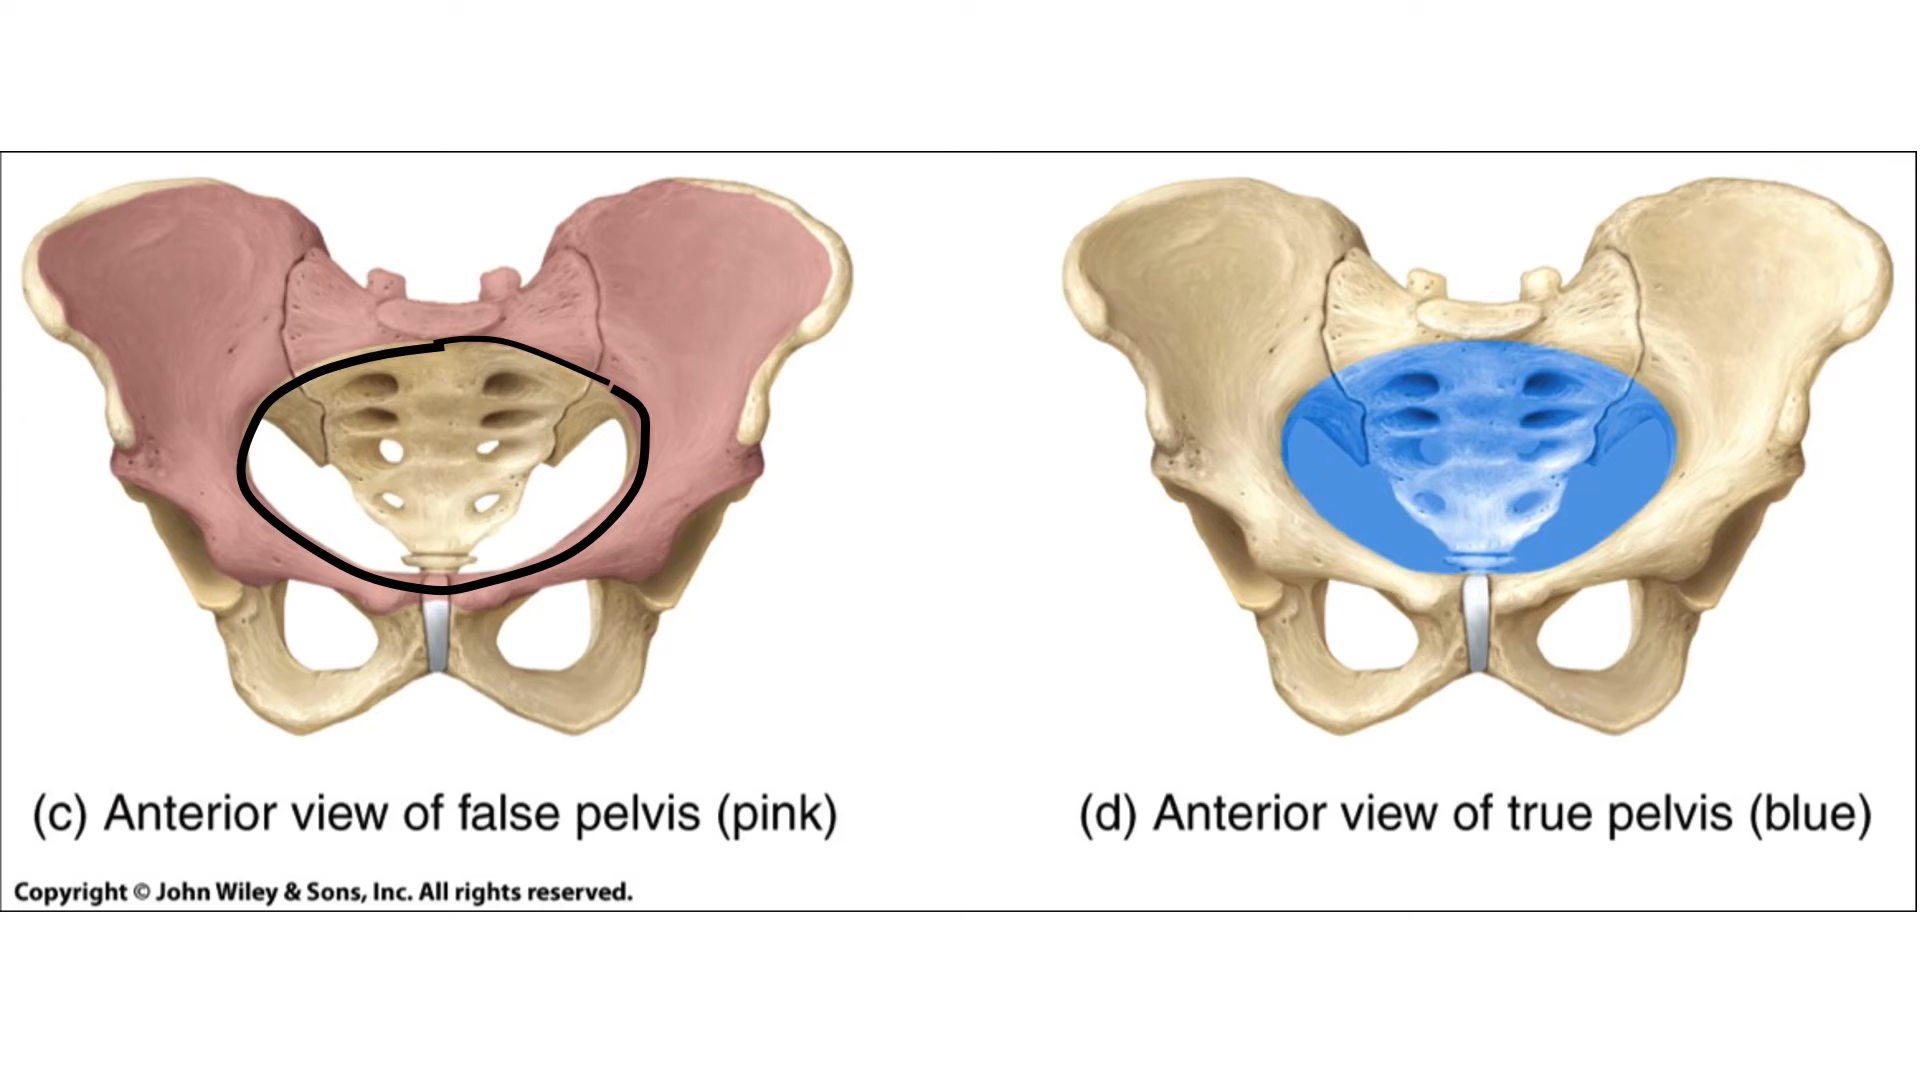 (c) Anterior view of false pelvis (pink)
(d) Anterior view of true pelvis (blue)
Copyright © John Wiley & Sons, Inc. All rights reserved.